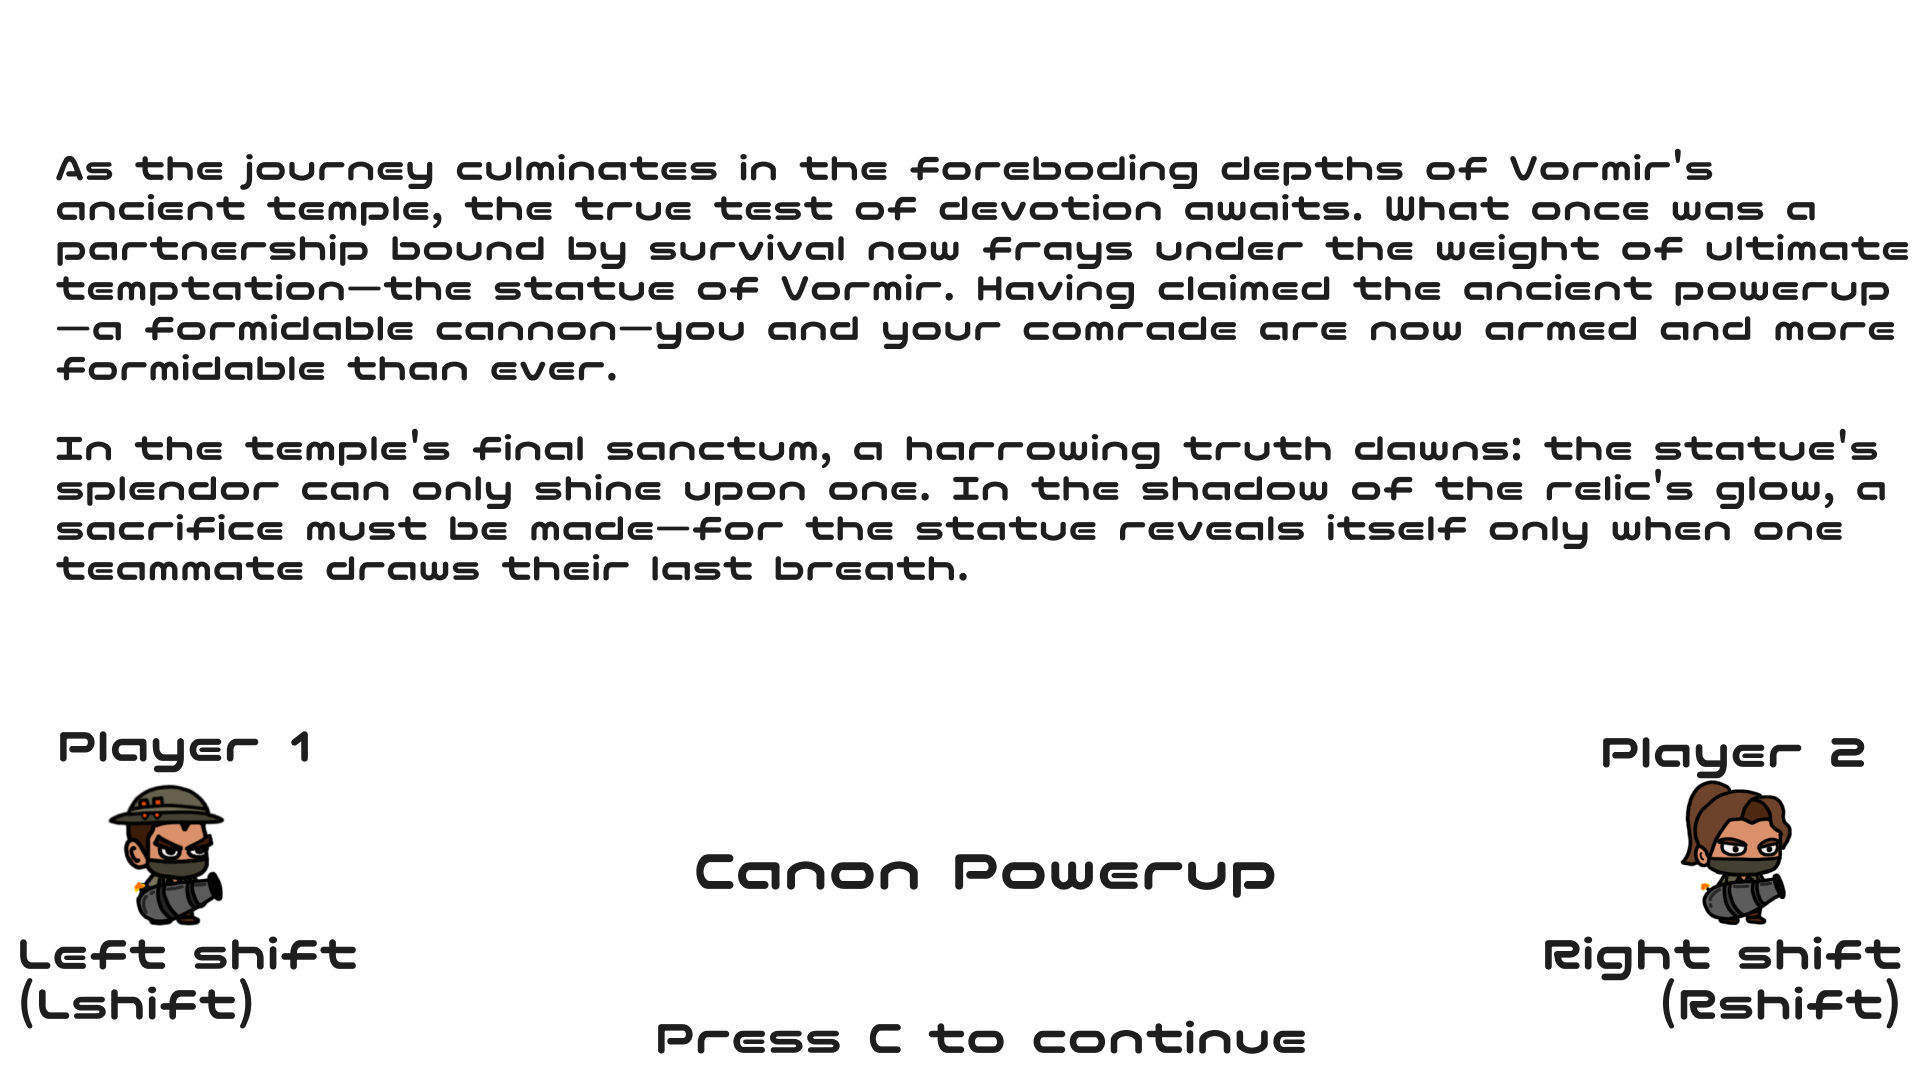 As the journey culminates in the foreboding depths of Vormir's
ancient temple, the true test of devotion awaits. What once was a
partnership bound by survival now frays under the weight of ultimate
temptation—the statue of Vormir. Having claimed the ancient powerup
—a formidable cannon—you and your comrade are now armed and more
formidable than ever.
In the temple's final sanctum, a harrowing truth dawns: the statue's
splendor can only shine upon one. In the shadow of the relic's glow, a
sacrifice must be made—for the statue reveals itself only when one
teammate draws their last breath.
Player 1
Player 2
Canon Powerup
Left shift
(Lshift)
Right shift
(Rshift)
Press C to continue